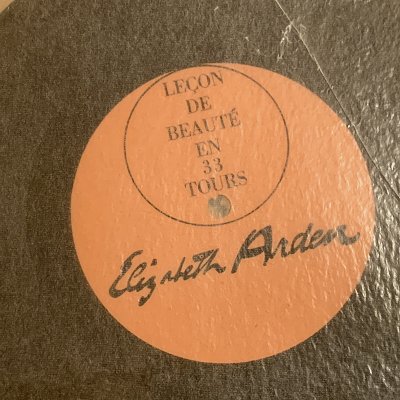 LEÇON
DE
BEAUTÉ
EN
33
TOURS
Elizabeth Arden